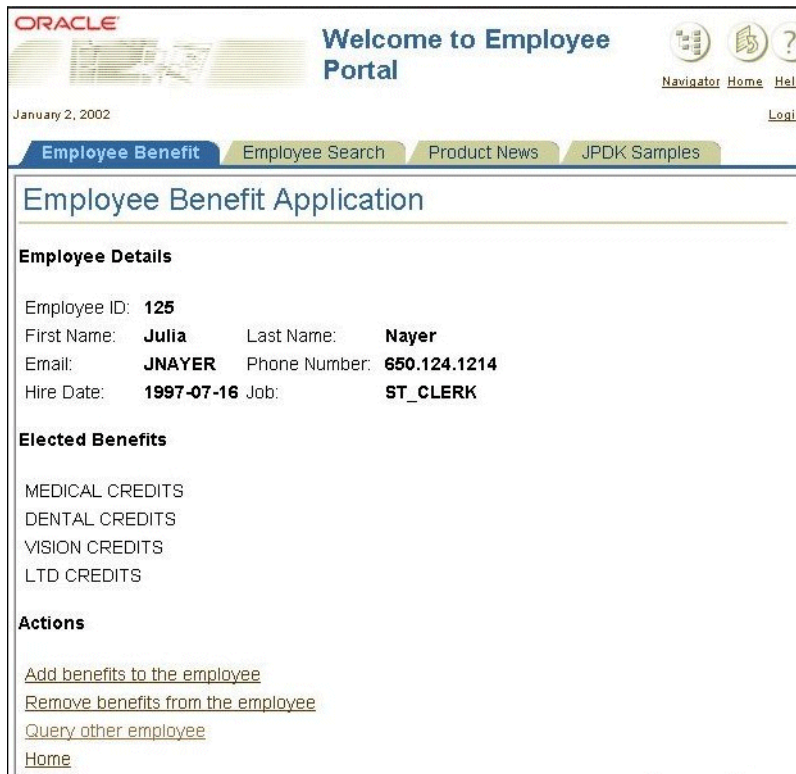 ORACLE
Welcome to Employee
Portal
Navigator Home Hel
January 2, 2002
Logi
Employee Benefit Employee Search Product News JPDK Samples
Employee Benefit Application
Employee Details
Employee ID: 125
First Name: Julia Last Name: Nayer
Email: JNAYER Phone Number: 650.124.1214
Hire Date: 1997-07-16 Job: ST_CLERK
Elected Benefits
MEDICAL CREDITS
DENTAL CREDITS
VISION CREDITS
LTD CREDITS
Actions
Add benefits to the employee
Remove benefits from the employee
Query other employee
Home